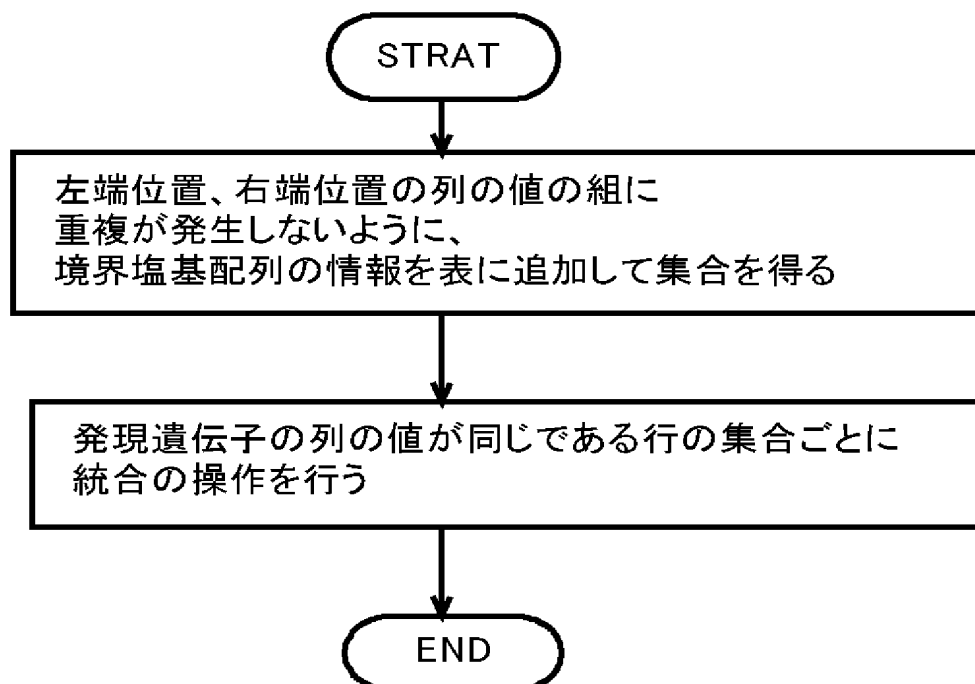 STRAT
左端位置、右端位置の列の値の組に
重複が発生しないように、
境界塩基配列の情報を表に追加して集合を得る
発現遺伝子の列の値が同じである行の集合ごとに
統合の操作を行う
END